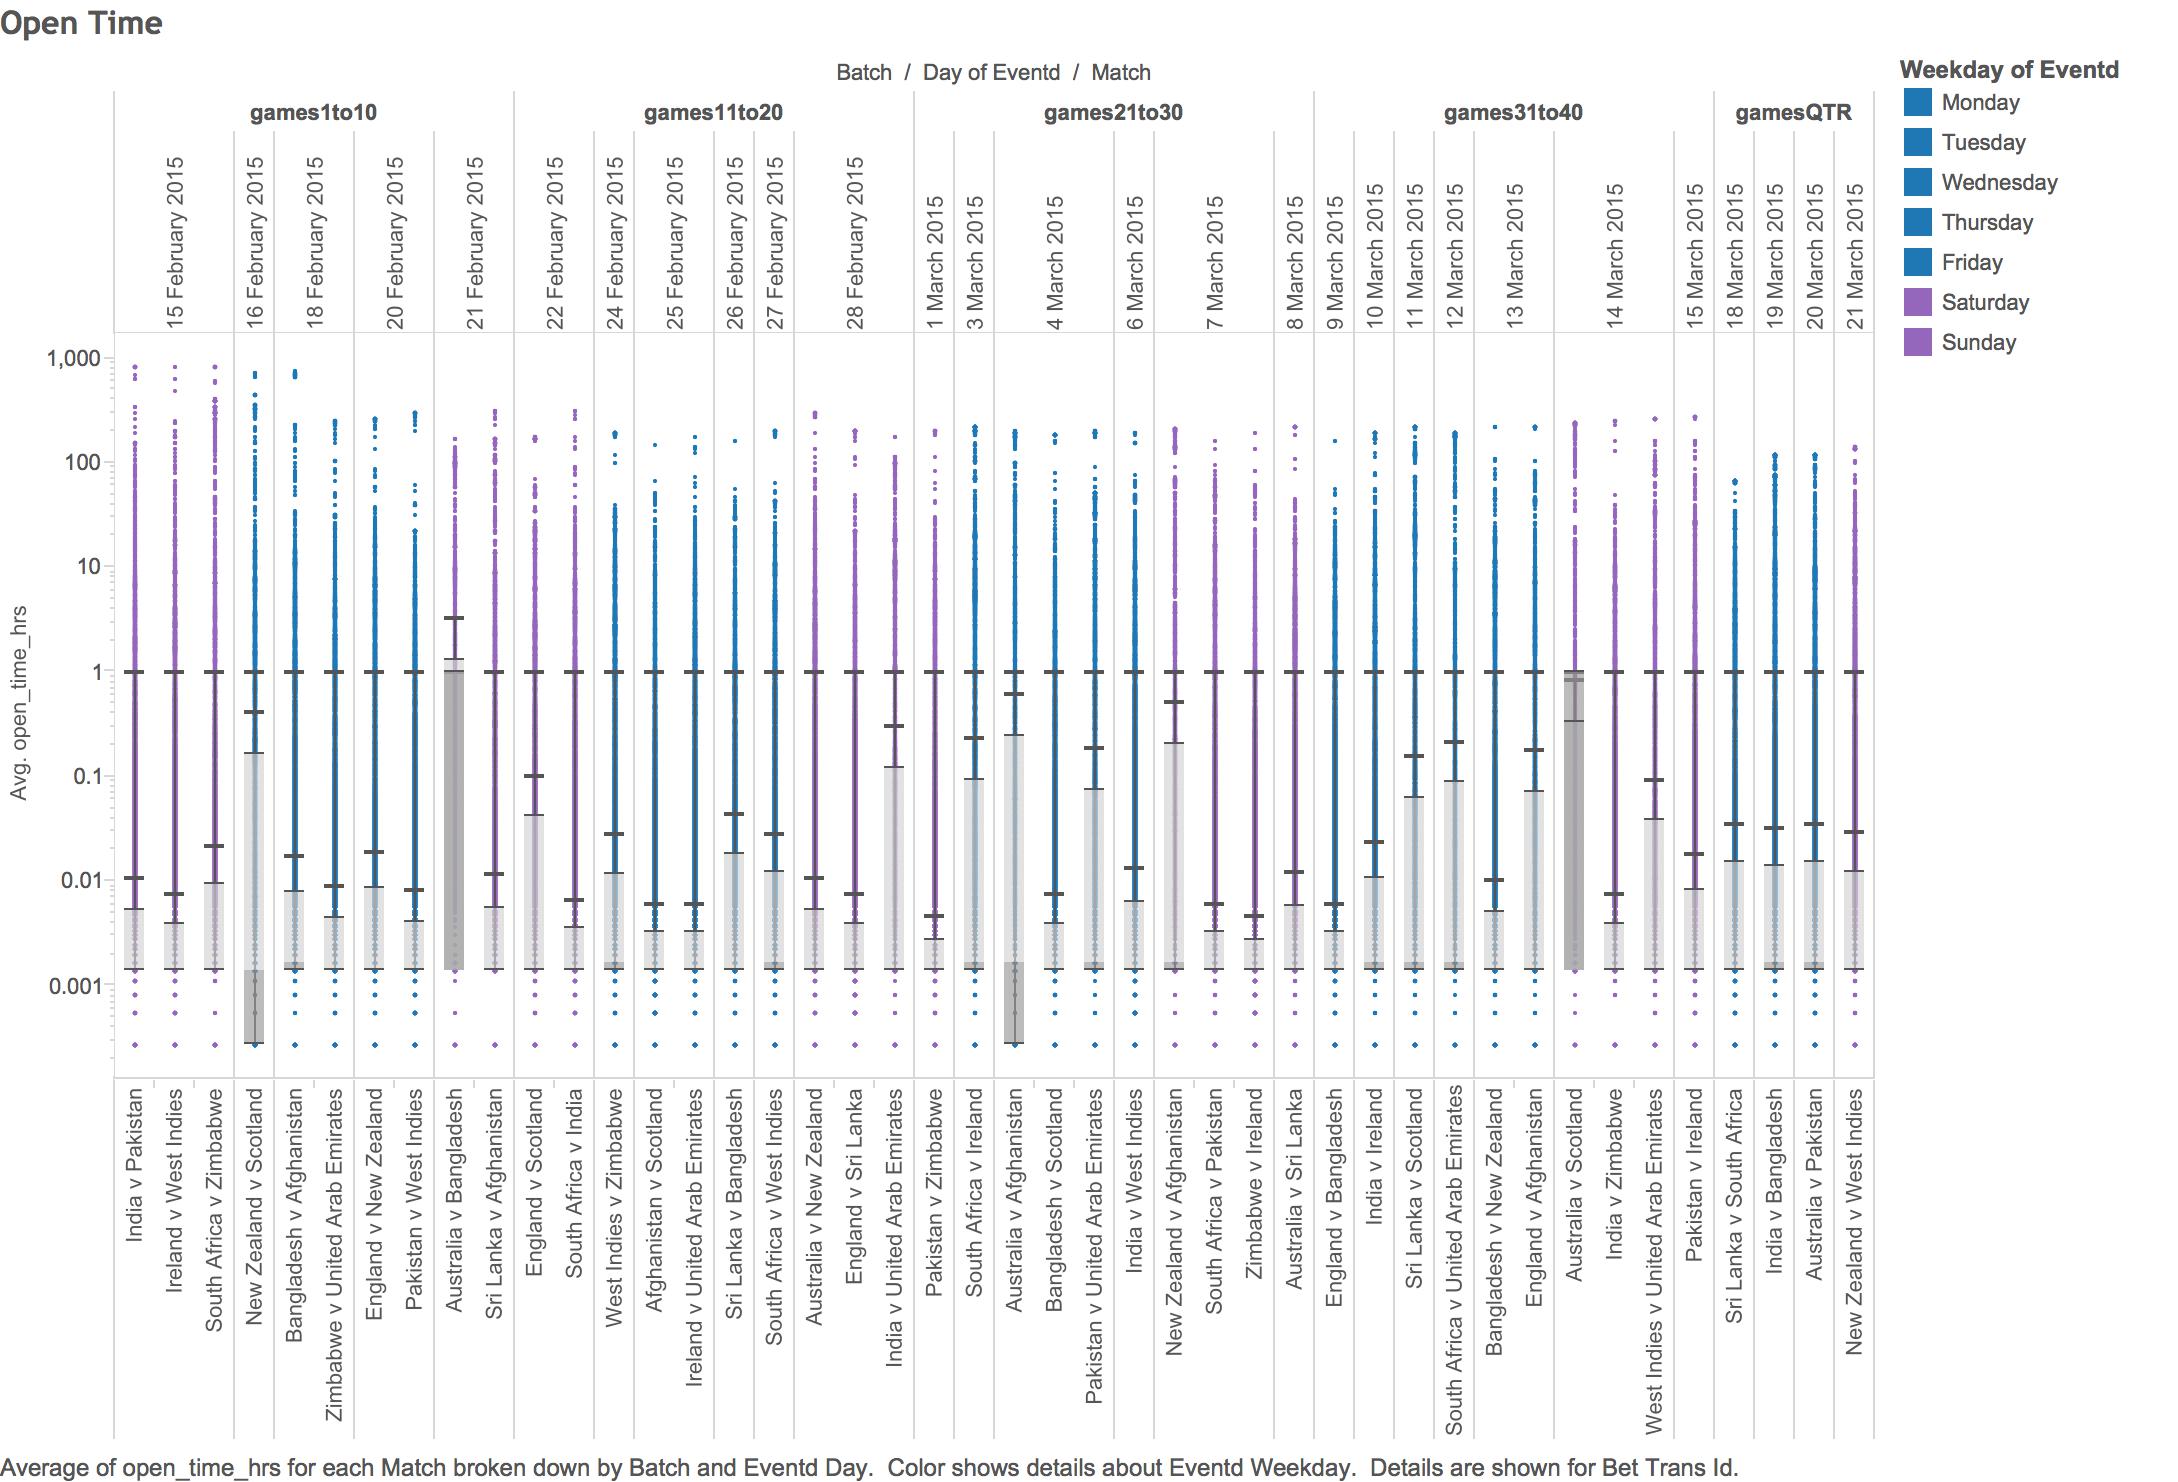 Open Time
Batch / Day of Eventd / Match
Weekday of Eventd
Monday
Tuesday
Wednesday
Thursday
Friday
Saturday
Sunday
games1to10
games11to20
games21to30
games31to40
gamesQTR
15 February 2015
16 February 2015
18 February 2015
20 February 2015
21 February 2015
22 February 2015
24 February 2015
25 February 2015
26 February 2015
27 February 2015
28 February 2015
1 March 2015
3 March 2015
4 March 2015
6 March 2015
7 March 2015
8 March 2015
9 March 2015
10 March 2015
11 March 2015
12 March 2015
13 March 2015
14 March 2015
15 March 2015
18 March 2015
19 March 2015
20 March 2015
21 March 2015
Avg. open_time_hrs
1,000
100
10
1
0.1
0.01
0.001
India v Pakistan
Ireland v West Indies
South Africa v Zimbabwe
New Zealand v Scotland
Bangladesh v Afghanistan
Zimbabwe v United Arab Emirates
England v New Zealand
Pakistan v West Indies
Australia v Bangladesh
Sri Lanka v Afghanistan
England v Scotland
South Africa v India
West Indies v Zimbabwe
Afghanistan v Scotland
Ireland v United Arab Emirates
Sri Lanka v Bangladesh
South Africa v West Indies
Australia v New Zealand
England v Sri Lanka
India v United Arab Emirates
Pakistan v Zimbabwe
South Africa v Ireland
Australia v Afghanistan
Bangladesh v Scotland
Pakistan v United Arab Emirates
India v West Indies
New Zealand v Afghanistan
South Africa v Pakistan
Zimbabwe v Ireland
Australia v Sri Lanka
England v Bangladesh
India v Ireland
Sri Lanka v Scotland
South Africa v United Arab Emirates
Bangladesh v New Zealand
England v Afghanistan
Australia v Scotland
India v Zimbabwe
West Indies v United Arab Emirates
Pakistan v Ireland
Sri Lanka v South Africa
India v Bangladesh
Australia v Pakistan
New Zealand v West Indies
Average of open_time_hrs for each Match broken down by Batch and Eventd Day. Color shows details about Eventd Weekday. Details are shown for Bet Trans Id.